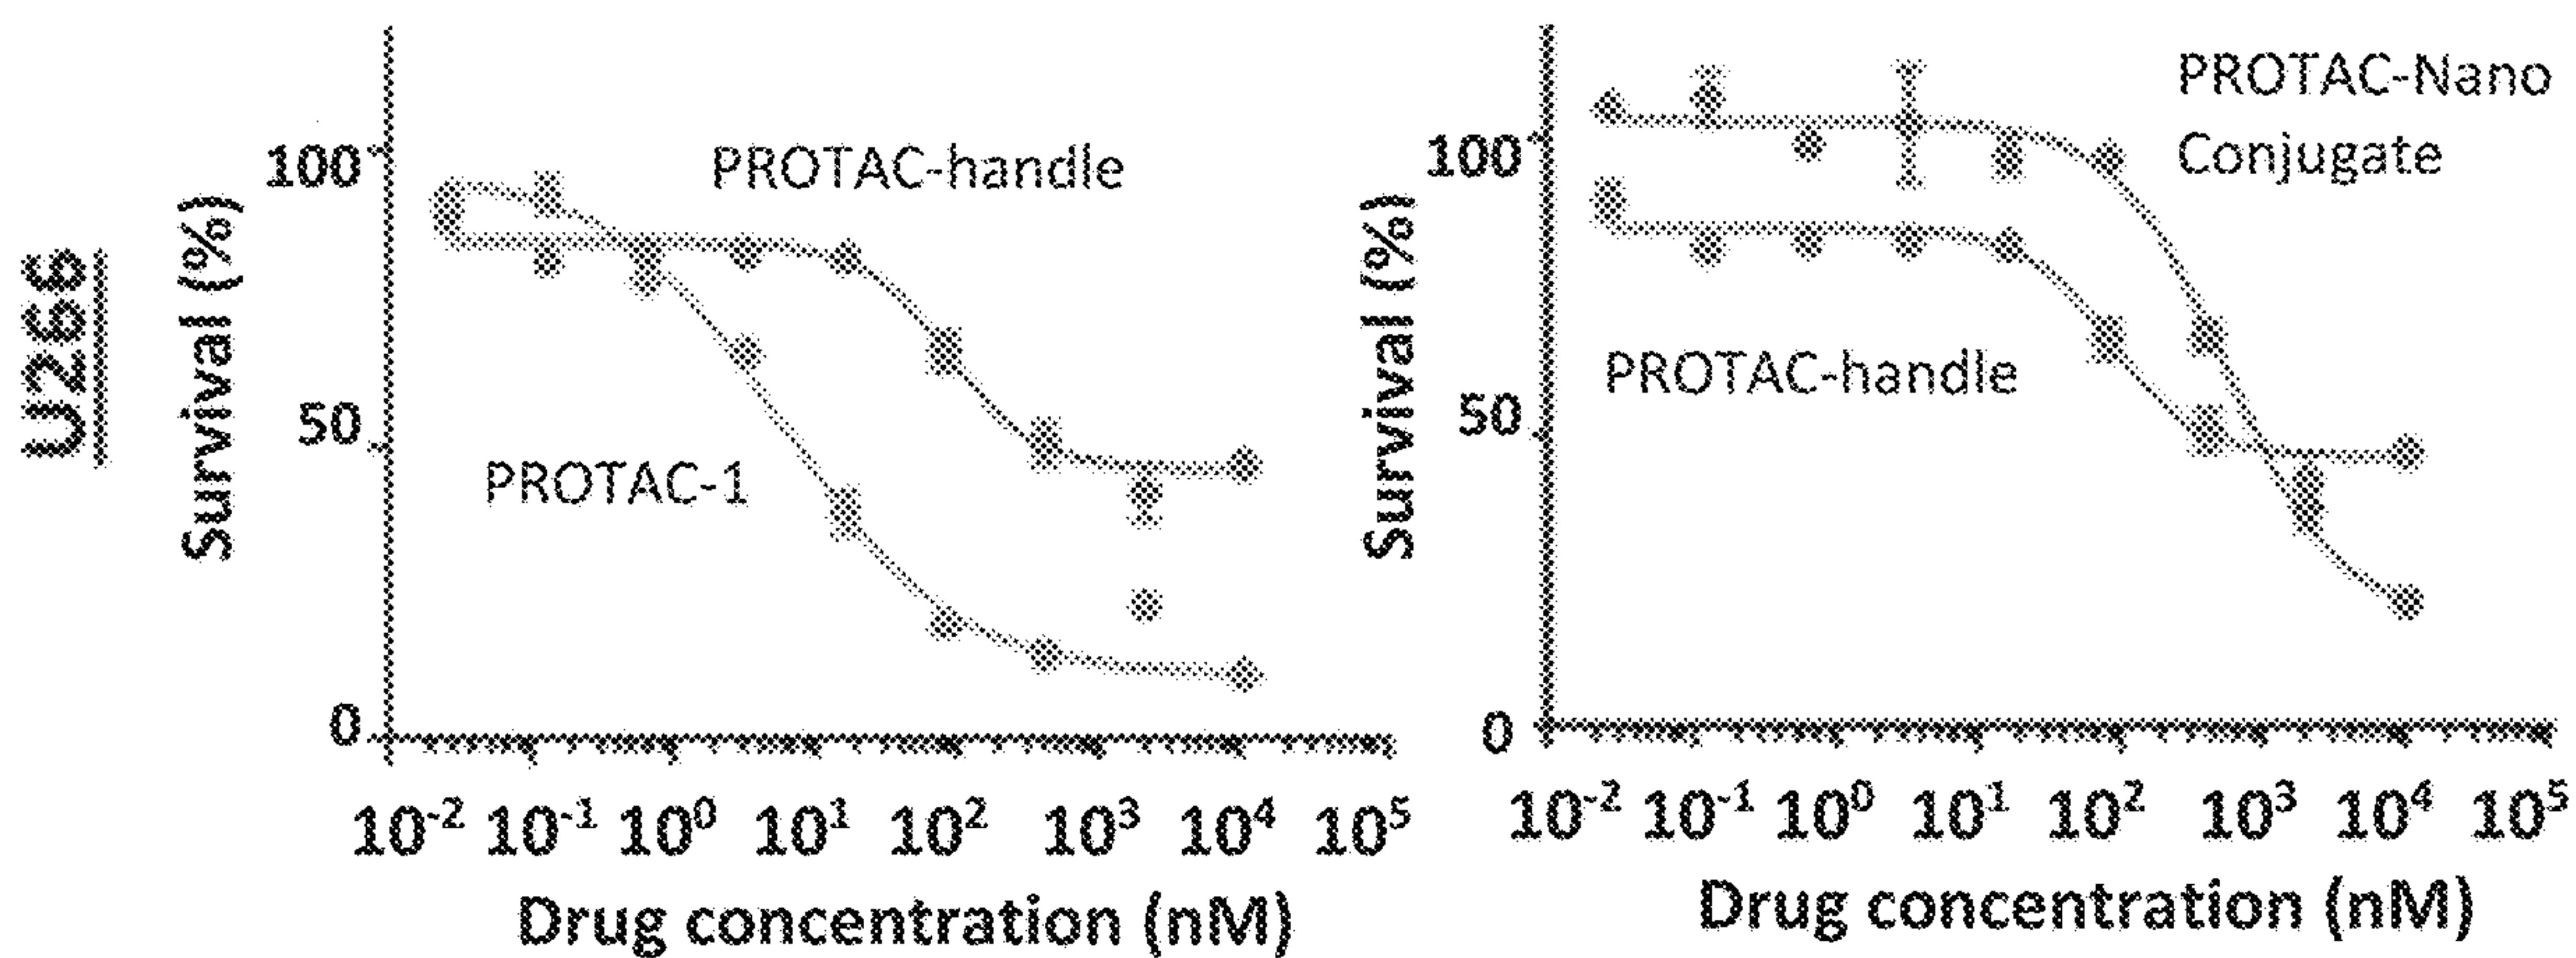 U266
Survival (%)
100
50
0
PROTAC-handle
PROTAC-1
10⁻² 10⁻¹ 10⁰ 10¹ 10² 10³ 10⁴ 10⁵
Drug concentration (nM)
Survival (%)
100
50
0
PROTAC-Nano
Conjugate
PROTAC-handle
10⁻² 10⁻¹ 10⁰ 10¹ 10² 10³ 10⁴ 10⁵
Drug concentration (nM)